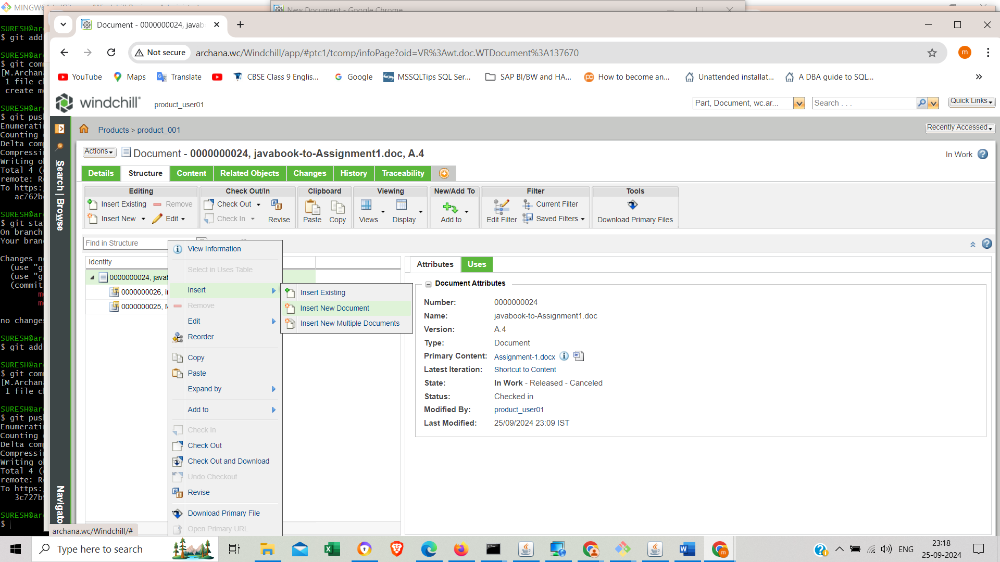 MINGW6
New Document - Google Chrome
Document - 0000000024, javab
Not secure
archana.wc/Windchill/app/#ptc1/tcomp/infoPage?oid=VR%3Awt.doc.WTDocument%3A137670
m
YouTube Maps Translate CBSE Class 9 Englis... Google MSSQLTips SQL Ser... SAP BI/BW and HA... How to become an... Unattended installat... A DBA guide to SQL...
windchill product_user01
Part, Document, wc.ar... Search . . . Quick Links
Products > product_001
Recently Accessed
Actions Document - 0000000024, javabook-to-Assignment1.doc, A.4
In Work
Details Structure Content Related Objects Changes History Traceability
Editing Check Out/In Clipboard Viewing New/Add To Filter Tools
Insert Existing Remove Check Out Current Filter
Insert New Edit Check In Revise Paste Copy Views Display Add to Edit Filter Saved Filters Download Primary Files
Find in Structure
Identity
0000000024, javal
0000000026, i
0000000025, M
View Information
Select in Uses Table
Insert
Remove
Edit
Reorder
Copy
Paste
Expand by
Add to
Check In
Check Out
Check Out and Download
Undo Checkout
Revise
Download Primary File
Open Primary URL
Insert Existing
Insert New Document
Insert New Multiple Documents
Attributes Uses
Document Attributes
Number: 0000000024
Name: javabook-to-Assignment1.doc
Version: A.4
Type: Document
Primary Content: Assignment-1.docx
Latest Iteration: Shortcut to Content
State: In Work - Released - Canceled
Status: Checked in
Modified By: product_user01
Last Modified: 25/09/2024 23:09 IST
Search | Browse
Navigato
archana.wc/Windchill/#
SURESH@ar
$ git add
SURESH@ar
$ git com
[M.Archan
1 file c
create m
SURESH@ar
$ git pus
Enumerati
Counting
Delta com
Compressi
Writing o
Total 4 (
remote: R
To https:
ac762b
SURESH@ar
$ git sta
On branch
Your bran
Changes n
(use "g
(use "g
(commit
m
m
no change
SURESH@ar
$ git add
SURESH@ar
$ git com
[M.Archan
1 file c
SURESH@ar
$ git pus
Enumerati
Counting
Delta com
Compressi
Writing o
Total 4 (
remote: R
To https:
3c727b
SURESH@ar
$
Type here to search
ENG
23:18
25-09-2024